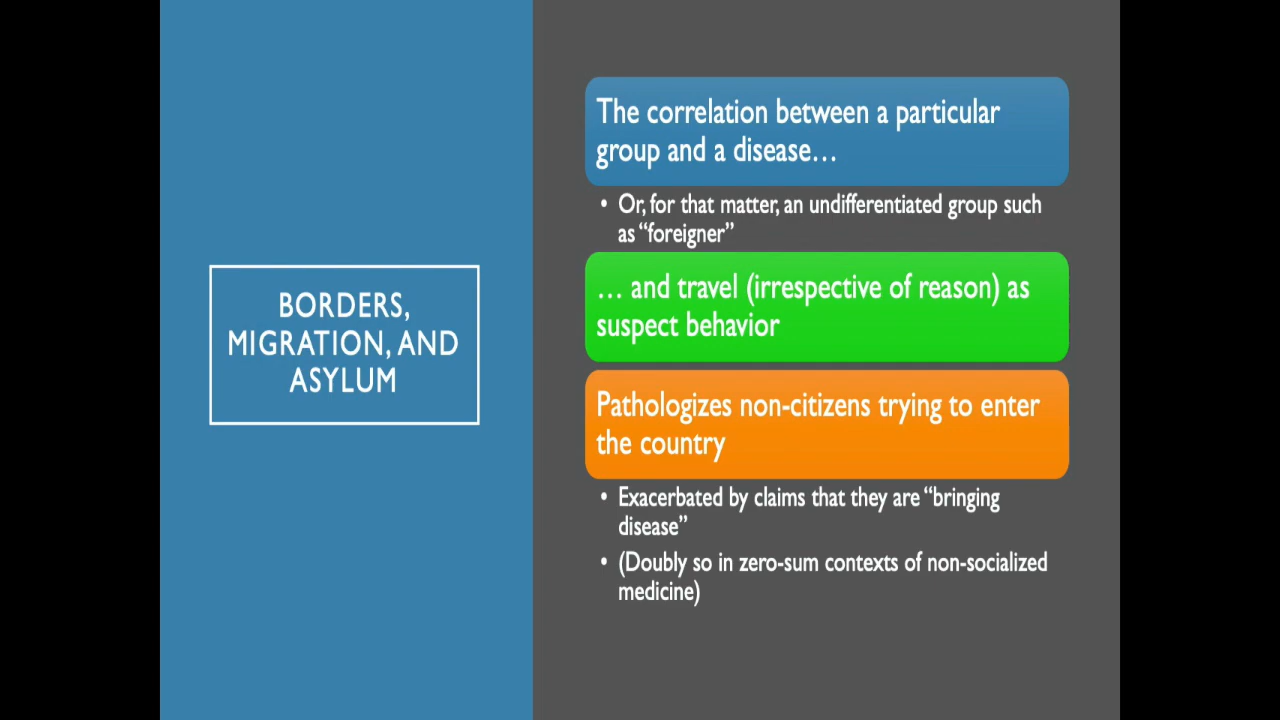 BORDERS,
MIGRATION, AND
ASYLUM
The correlation between a particular
group and a disease…
• Or, for that matter, an undifferentiated group such
as “foreigner”
… and travel (irrespective of reason) as
suspect behavior
Pathologizes non-citizens trying to enter
the country
• Exacerbated by claims that they are “bringing
disease”
• (Doubly so in zero-sum contexts of non-socialized
medicine)